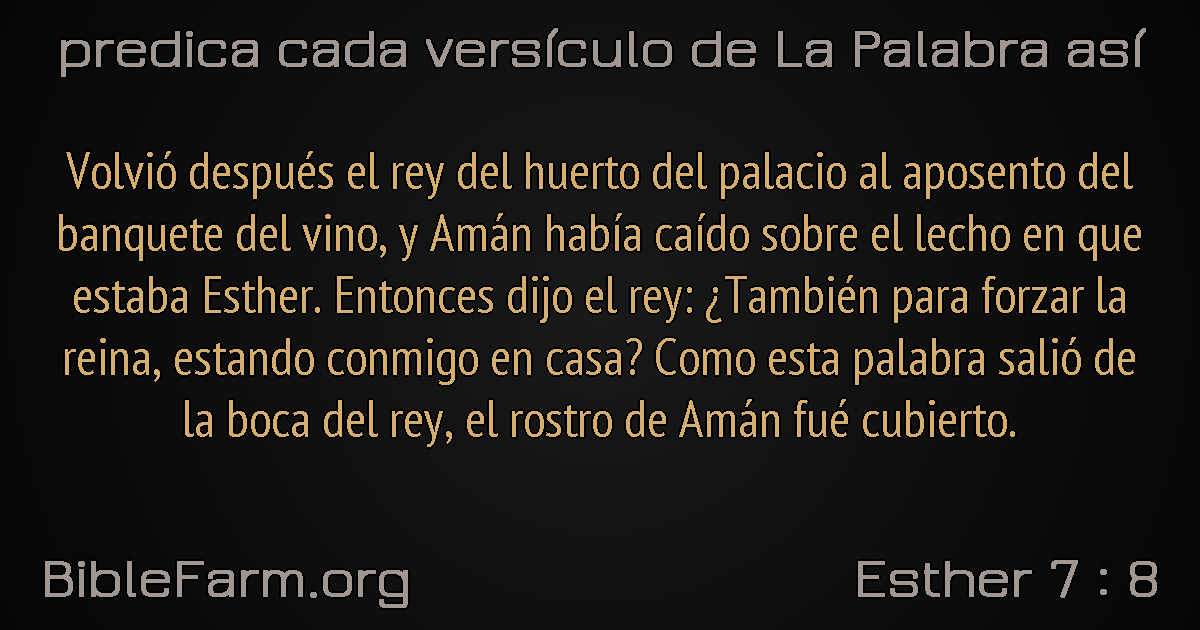 predica cada versículo de La Palabra así
Volvió después el rey del huerto del palacio al aposento del
banquete del vino, y Amán había caído sobre el lecho en que
estaba Esther. Entonces dijo el rey: ¿También para forzar la
reina, estando conmigo en casa? Como esta palabra salió de
la boca del rey, el rostro de Amán fué cubierto.
BibleFarm.org
Esther 7 : 8